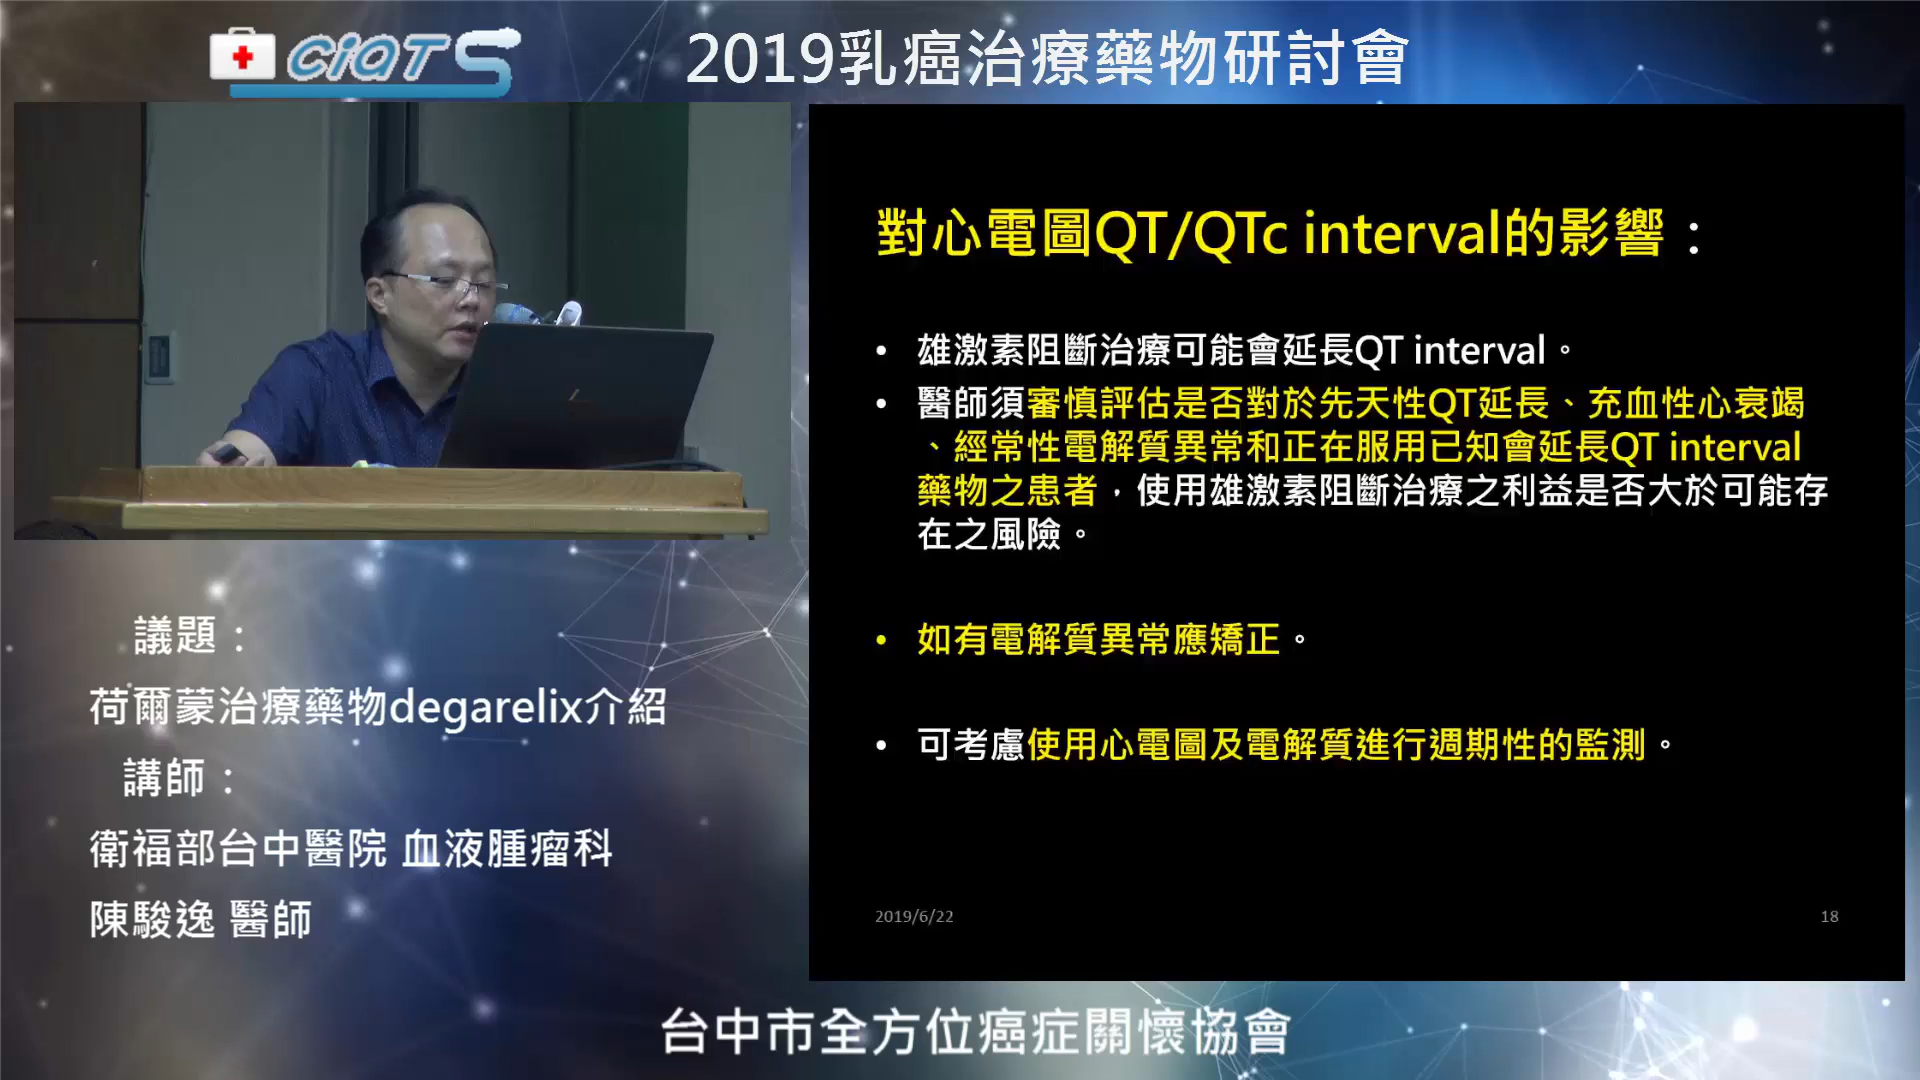 CiQTS
2019乳癌治療藥物研討會
對心電圖QT/QTc interval的影響：
• 雄激素阻斷治療可能會延長QT interval。
• 醫師須審慎評估是否對於先天性QT延長、充血性心衰竭
、經常性電解質異常和正在服用已知會延長QT interval
藥物之患者，使用雄激素阻斷治療之利益是否大於可能存
在之風險。
• 如有電解質異常應矯正。
• 可考慮使用心電圖及電解質進行週期性的監測。
2019/6/22
18
議題：
荷爾蒙治療藥物degarelix介紹
講師：
衛福部台中醫院 血液腫瘤科
陳駿逸 醫師
台中市全方位癌症關懷協會